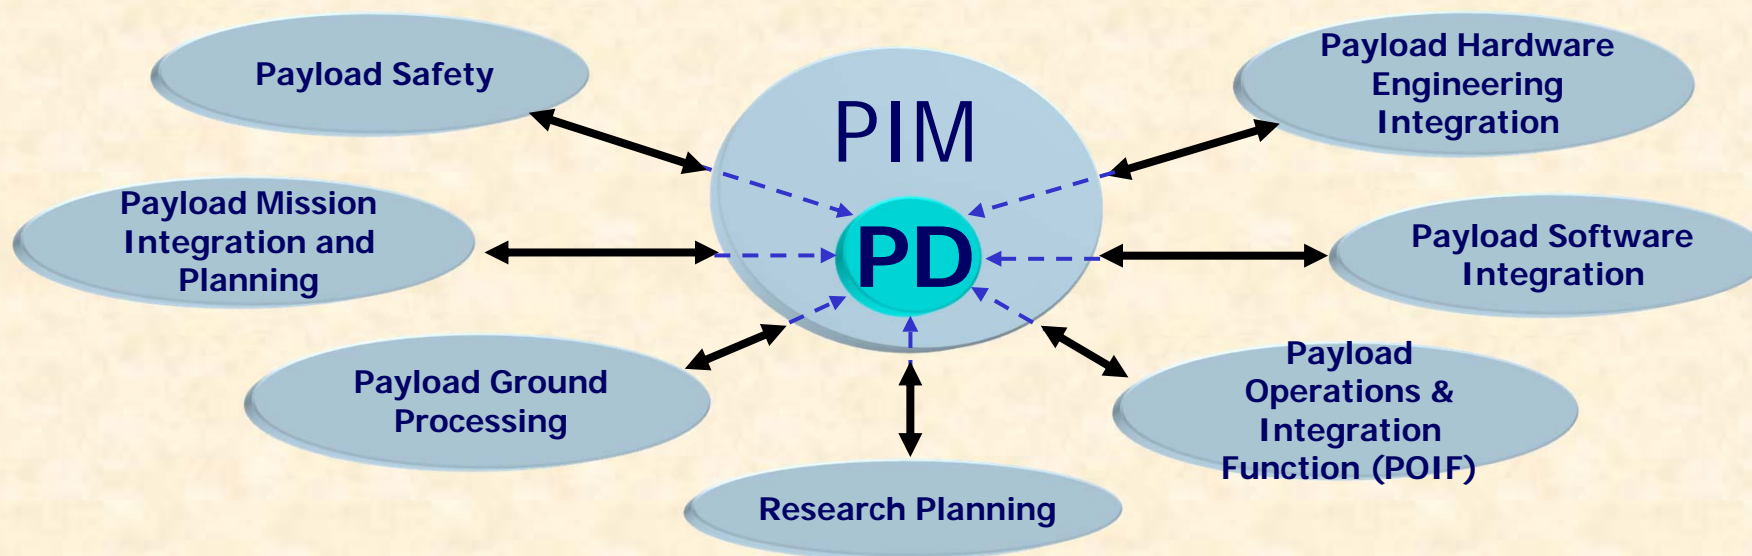 Payload Safety
PIM
Payload Hardware
Engineering
Integration
Payload Mission
Integration and
Planning
PD
Payload Software
Integration
Payload Ground
Processing
Payload
Operations &
Integration
Function (POIF)
Research Planning